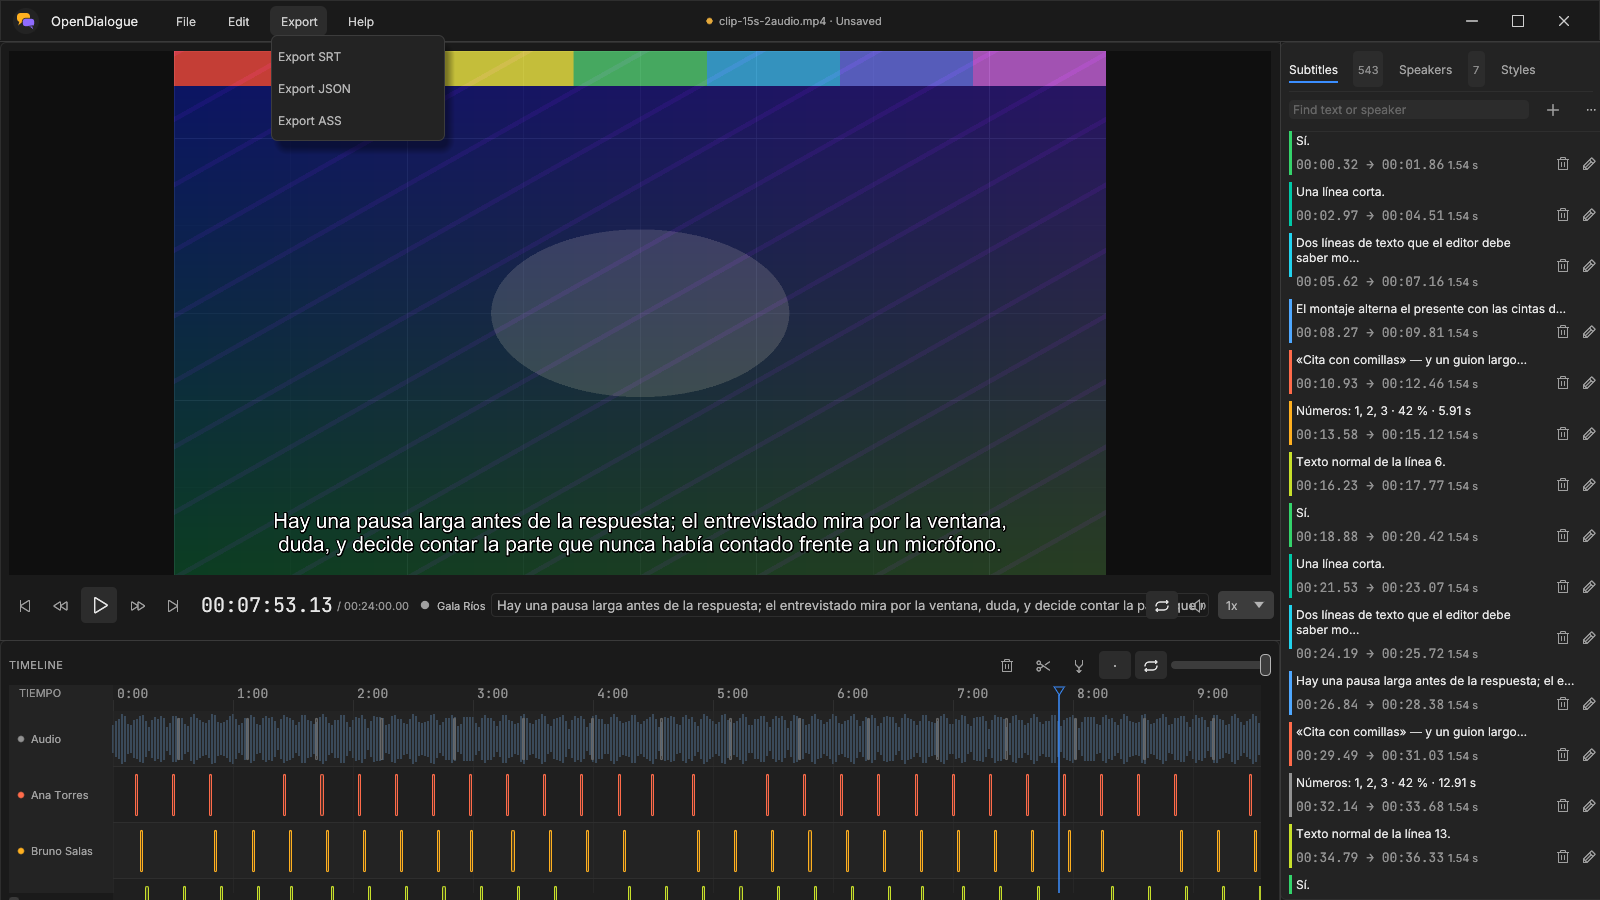 OpenDialogue
File
Edit
Export
Help
clip-15s-2audio.mp4 · Unsaved
Export SRT
Export JSON
Export ASS
Hay una pausa larga antes de la respuesta; el entrevistado mira por la ventana,
duda, y decide contar la parte que nunca había contado frente a un micrófono.
00:07:53.13 / 00:24:00.00
Gala Ríos
Hay una pausa larga antes de la respuesta; el entrevistado mira por la ventana, duda, y decide contar la pa
1x
TIMELINE
TIEMPO
0:00
1:00
2:00
3:00
4:00
5:00
6:00
7:00
8:00
9:00
Audio
Ana Torres
Bruno Salas
Subtitles
543
Speakers
7
Styles
Find text or speaker
Sí.
00:00.32 → 00:01.86 1.54 s
Una línea corta.
00:02.97 → 00:04.51 1.54 s
Dos líneas de texto que el editor debe
saber mo...
00:05.62 → 00:07.16 1.54 s
El montaje alterna el presente con las cintas d...
00:08.27 → 00:09.81 1.54 s
«Cita con comillas» — y un guion largo...
00:10.93 → 00:12.46 1.54 s
Números: 1, 2, 3 · 42 % · 5.91 s
00:13.58 → 00:15.12 1.54 s
Texto normal de la línea 6.
00:16.23 → 00:17.77 1.54 s
Sí.
00:18.88 → 00:20.42 1.54 s
Una línea corta.
00:21.53 → 00:23.07 1.54 s
Dos líneas de texto que el editor debe
saber mo...
00:24.19 → 00:25.72 1.54 s
Hay una pausa larga antes de la respuesta; el e...
00:26.84 → 00:28.38 1.54 s
«Cita con comillas» — y un guion largo...
00:29.49 → 00:31.03 1.54 s
Números: 1, 2, 3 · 42 % · 12.91 s
00:32.14 → 00:33.68 1.54 s
Texto normal de la línea 13.
00:34.79 → 00:36.33 1.54 s
Sí.